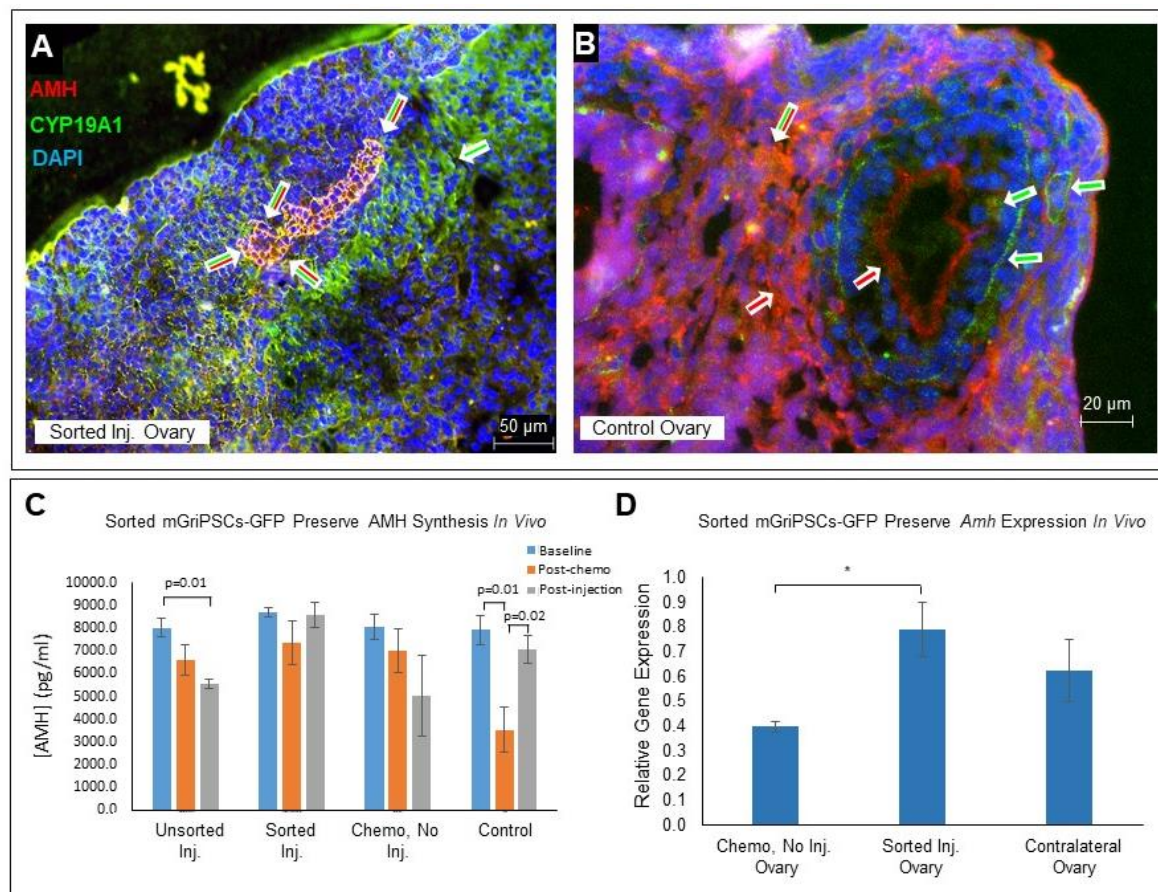 A
AMH
CYP19A1
DAPI
Sorted Inj. Ovary
50 µm
B
Control Ovary
20 µm
C
Sorted mGriPSCs-GFP Preserve AMH Synthesis In Vivo
Baseline
Post-chemo
Post-injection
p=0.01
p=0.01
p=0.02
[AMH] (pg/ml)
10000.0
9000.0
8000.0
7000.0
6000.0
5000.0
4000.0
3000.0
2000.0
1000.0
0.0
Unsorted Inj.
Sorted Inj.
Chemo, No Inj.
Control
D
Sorted mGriPSCs-GFP Preserve Amh Expression In Vivo
*
Relative Gene Expression
1.0
0.9
0.8
0.7
0.6
0.5
0.4
0.3
0.2
0.1
0.0
Chemo, No Inj. Ovary
Sorted Inj. Ovary
Contralateral Ovary